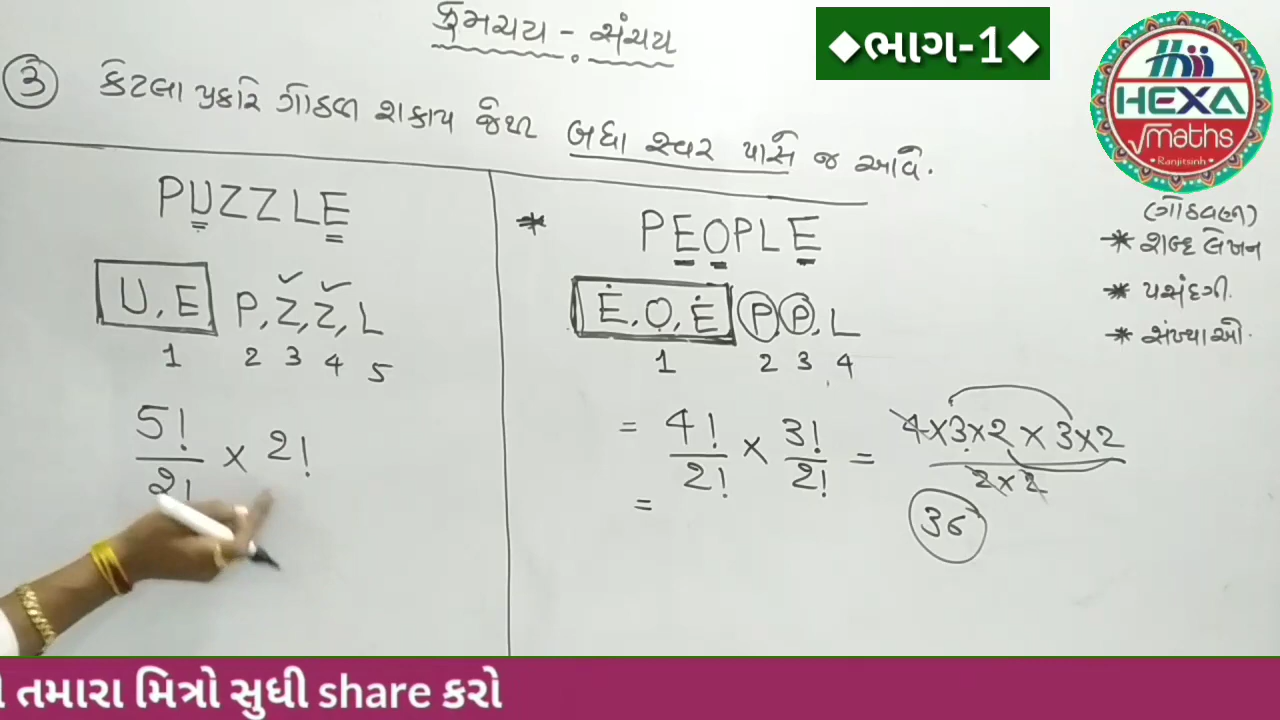 ક્રમચય - સંચય
◆ભાગ-1◆
HEXA
√maths
Ranjitsinh
3 કેટલા પ્રકારે ગોઠવી શકાય જેથી બધા સ્વર પાસે જ આવે.
PUZZLE
U, E P, Z, Z, L
1 2 3 4 5
5!/2! × 2!
* PEOPLE
E, O, E P, P, L
1 2 3 4
= 4!/2! × 3!/2! = 4×3×2×3×2/2×2
= 36
(ગોઠવણ)
* શબ્દ લેખન
* પસંદગી.
* સંખ્યાઓ.
તમારા મિત્રો સુધી share કરો